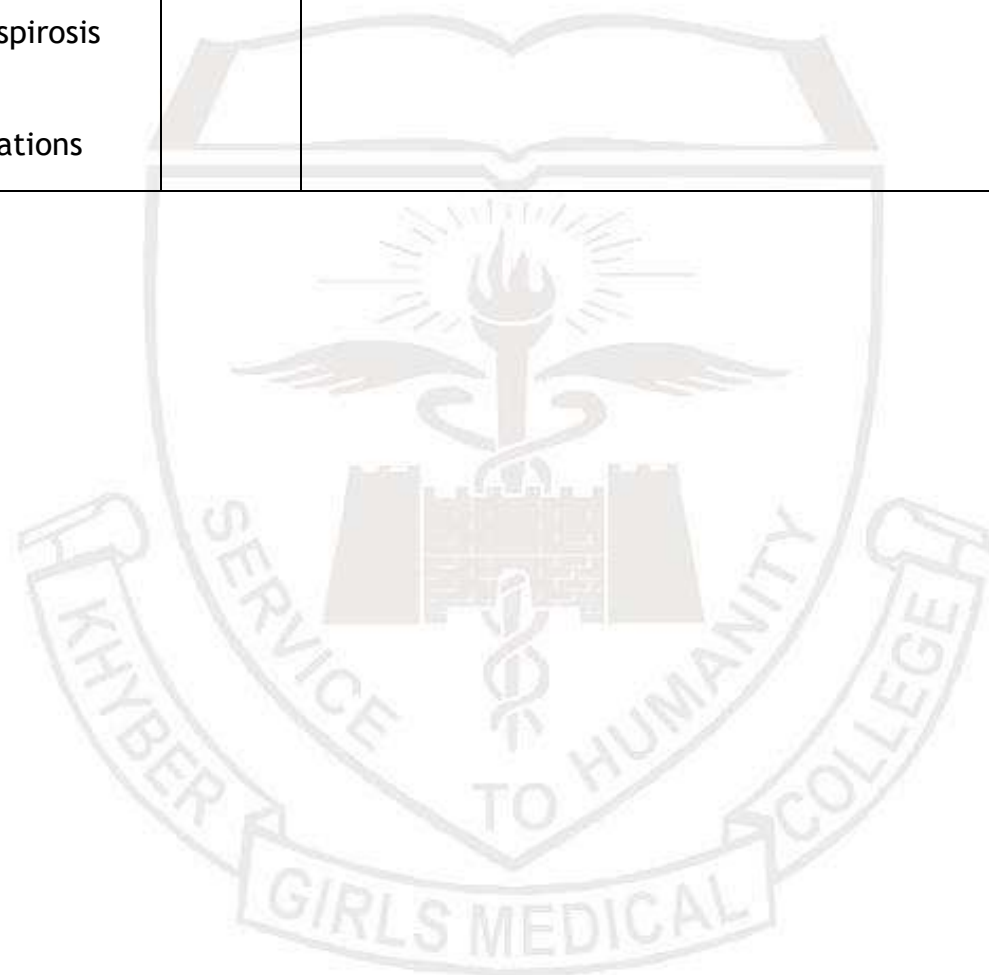 spirosis
ations
SERVICE
TO
HUMANITY
KHYBER
GIRLS MEDICAL
COLLEGE